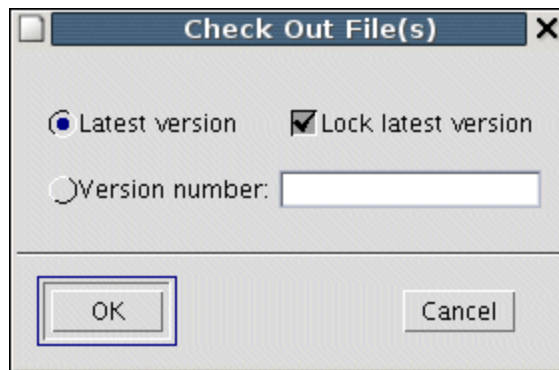 Check Out File(s)
Latest version Lock latest version
Version number:
OK Cancel